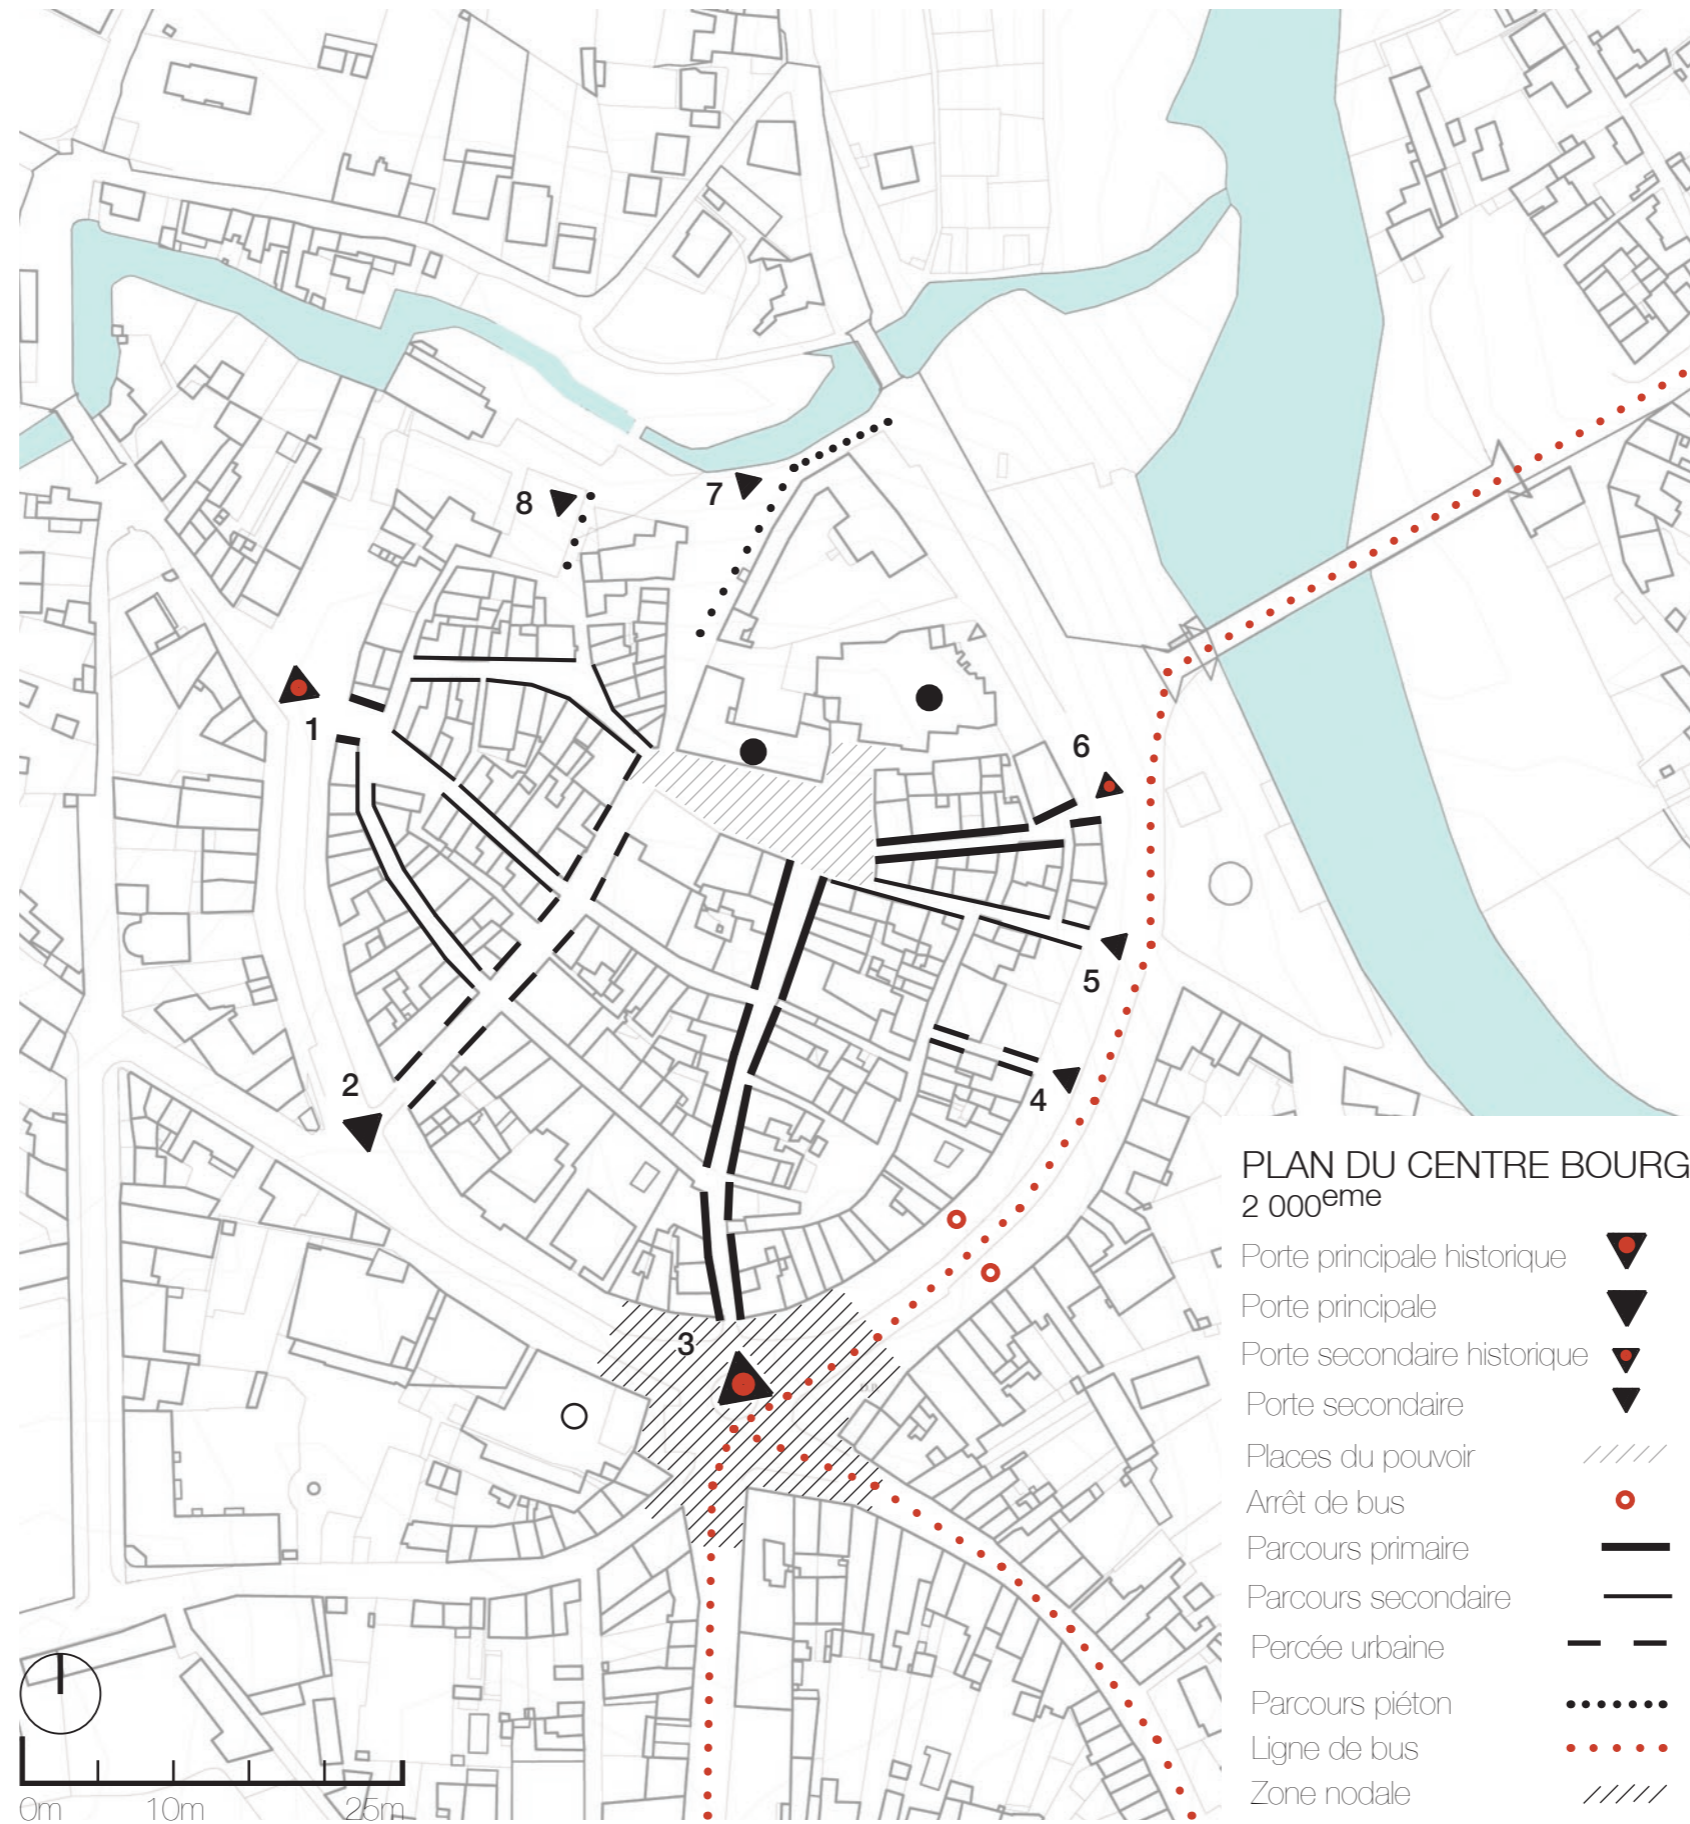 8
7
1
6
5
2
4
3
PLAN DU CENTRE BOURG
2 000eme
Porte principale historique
Porte principale
Porte secondaire historique
Porte secondaire
Places du pouvoir
Arrêt de bus
Parcours primaire
Parcours secondaire
Percée urbaine
Parcours piéton
Ligne de bus
Zone nodale
0m 10m 25m